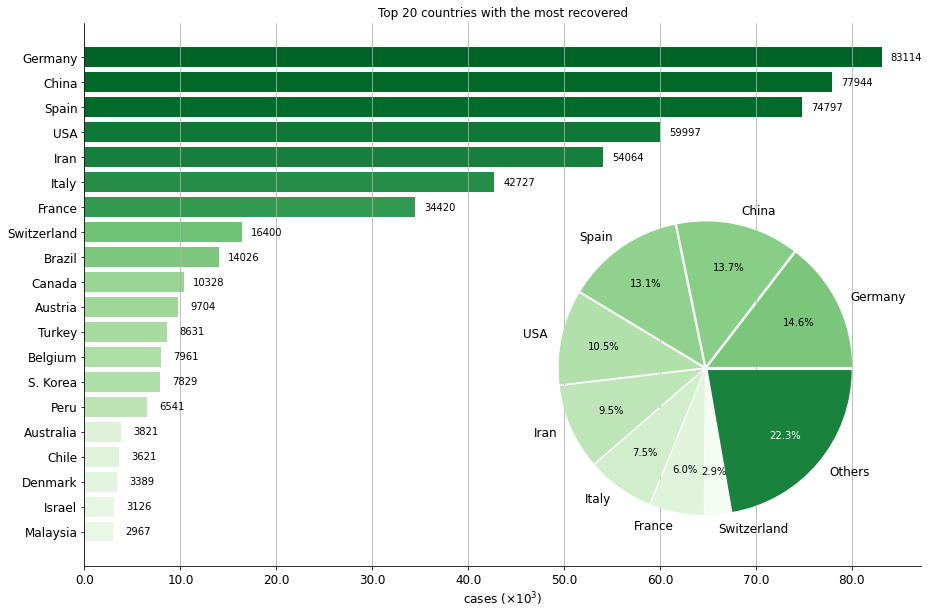 Top 20 countries with the most recovered
Germany 83114
China 77944
Spain 74797
USA 59997
Iran 54064
Italy 42727
France 34420
Switzerland 16400
Brazil 14026
Canada 10328
Austria 9704
Turkey 8631
Belgium 7961
S. Korea 7829
Peru 6541
Australia 3821
Chile 3621
Denmark 3389
Israel 3126
Malaysia 2967
0.0 10.0 20.0 30.0 40.0 50.0 60.0 70.0 80.0
cases (×10³)
Germany
14.6%
China
13.7%
Spain
13.1%
USA
10.5%
Iran
9.5%
Italy
7.5%
France
6.0%
Switzerland
2.9%
Others
22.3%